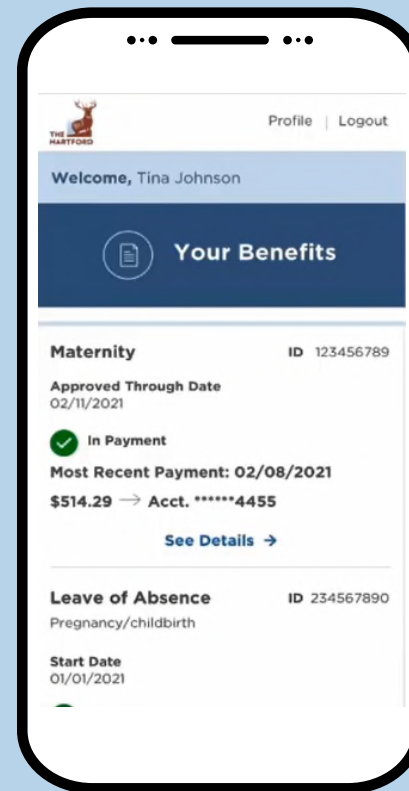 THE
HARTFORD
Profile | Logout
Welcome, Tina Johnson
Your Benefits
Maternity ID 123456789
Approved Through Date
02/11/2021
In Payment
Most Recent Payment: 02/08/2021
$514.29 → Acct. ******4455
See Details →
Leave of Absence ID 234567890
Pregnancy/childbirth
Start Date
01/01/2021